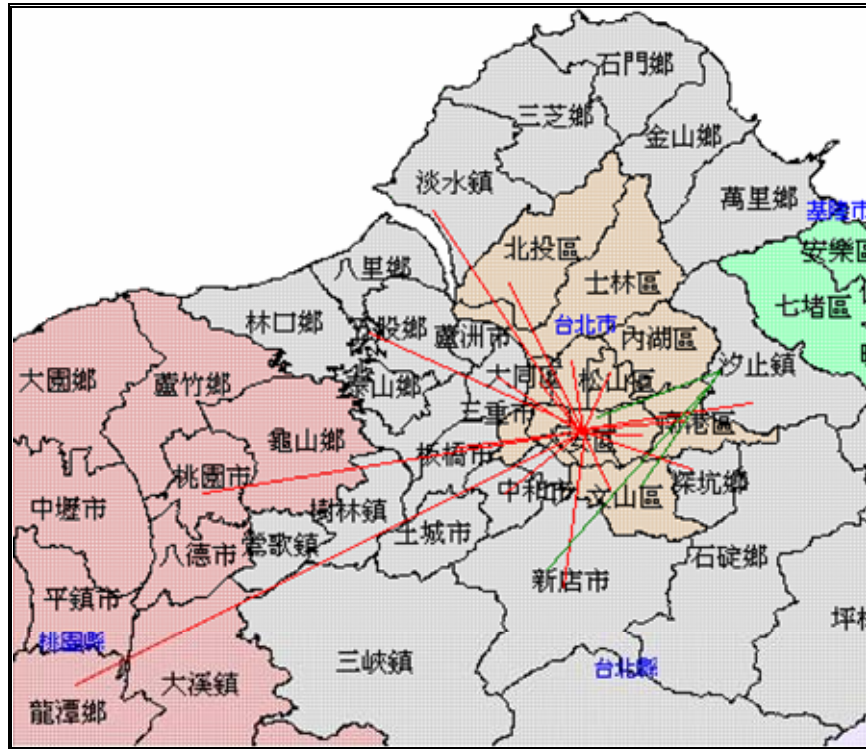 石門鄉
三芝鄉
金山鄉
淡水鎮
萬里鄉
基隆市
北投區
安樂區
八里鄉
士林區
七堵區
林口鄉
五股鄉
蘆洲市
台北市
內湖區
汐止鎮
大園鄉
蘆竹鄉
泰山鄉
大同區
松山區
三重市
南港區
龜山鄉
板橋市
大安區
桃園市
中和市
文山區
深坑鄉
中壢市
樹林鎮
土城市
八德市
鶯歌鎮
石碇鄉
新店市
平鎮市
坪林
桃園縣
三峽鎮
台北縣
大溪鎮
龍潭鄉